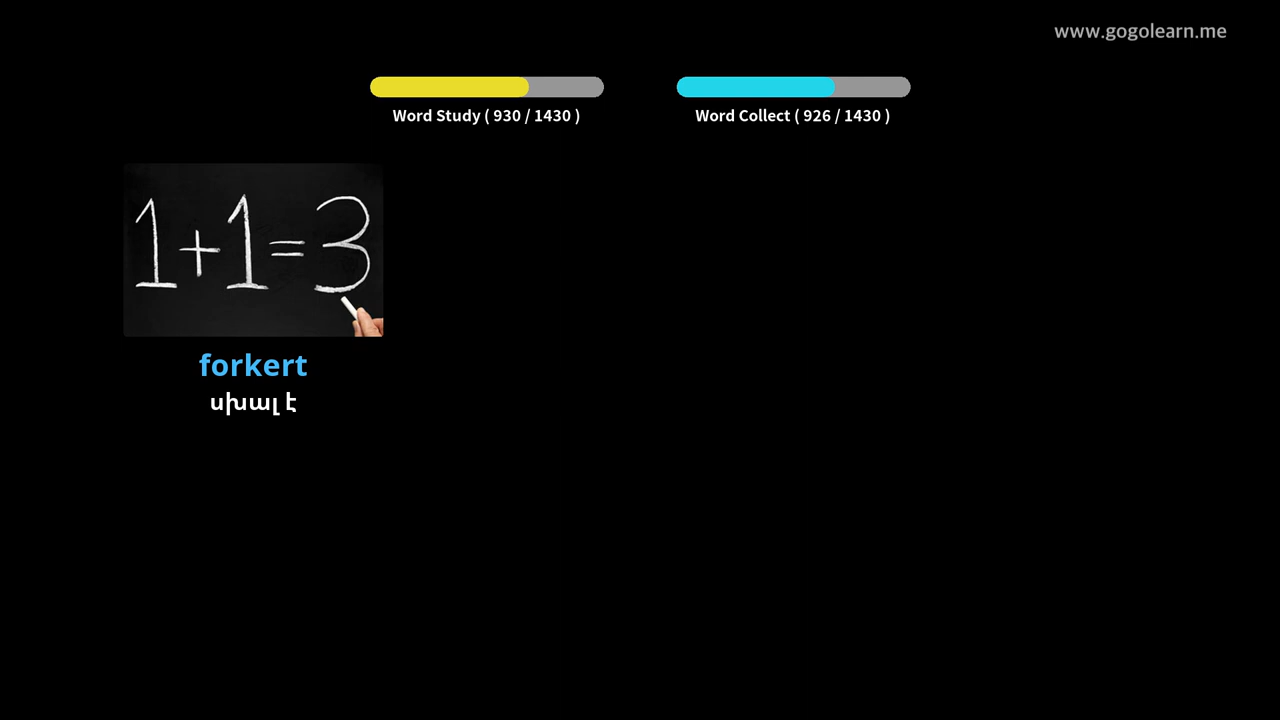 www.gogolearn.me
Word Study ( 930 / 1430 )
Word Collect ( 926 / 1430 )
1+1=3
forkert
սխալ է